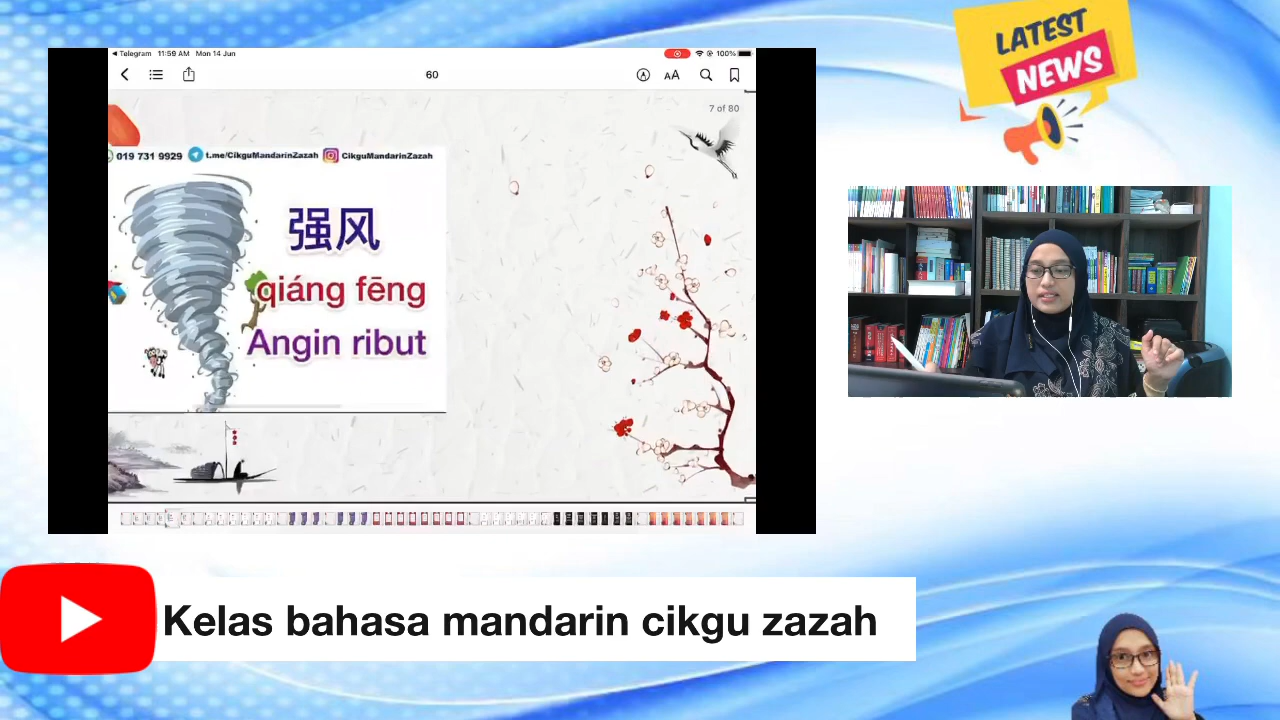 Telegram 11:59 AM Mon 14 Jun 100%
60
AA
7 of 80
019 731 9929 t.me/CikguMandarinZazah CikguMandarinZazah
强风
qiáng fēng
Angin ribut
LATEST
NEWS
Kelas bahasa mandarin cikgu zazah